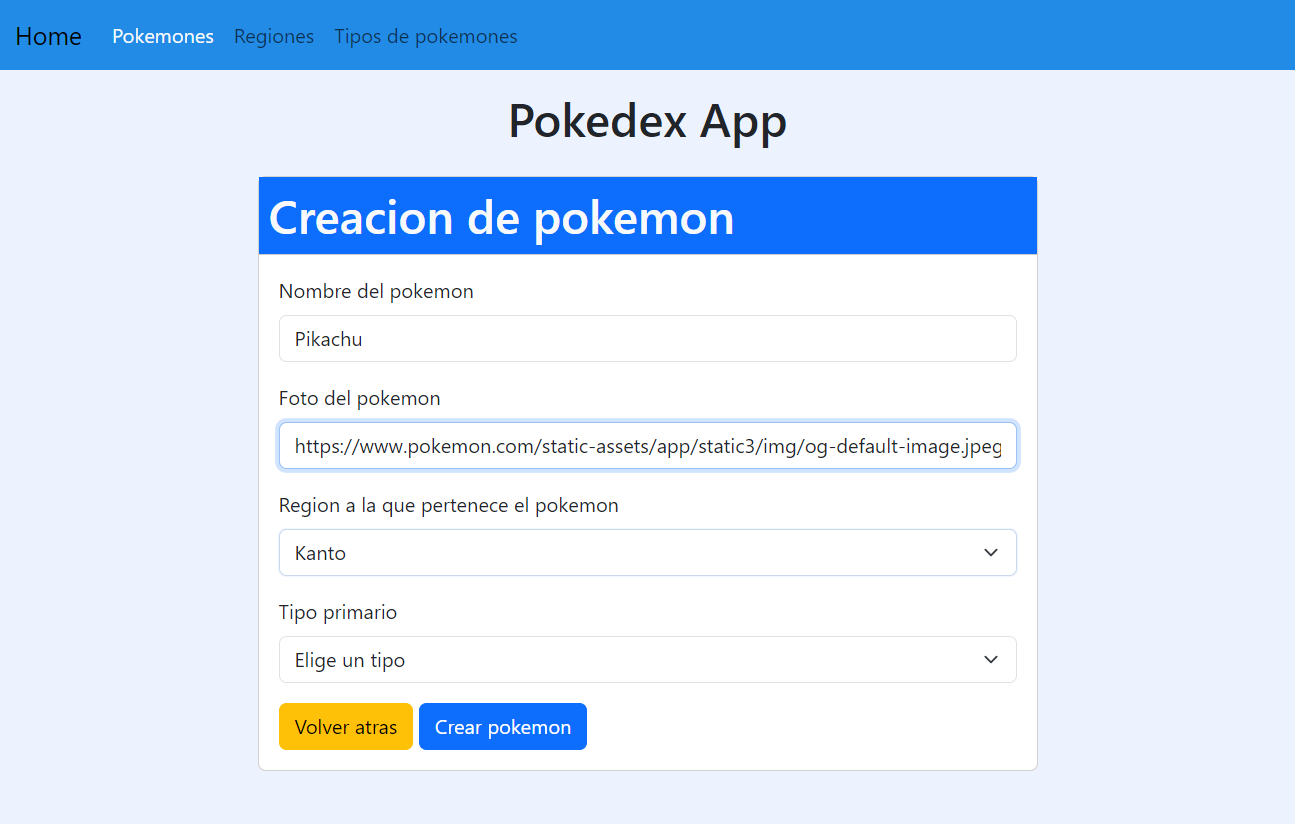 Home Pokemones Regiones Tipos de pokemones
Pokedex App
Creacion de pokemon
Nombre del pokemon
Pikachu
Foto del pokemon
https://www.pokemon.com/static-assets/app/static3/img/og-default-image.jpeg
Region a la que pertenece el pokemon
Kanto
Tipo primario
Elige un tipo
Volver atras Crear pokemon